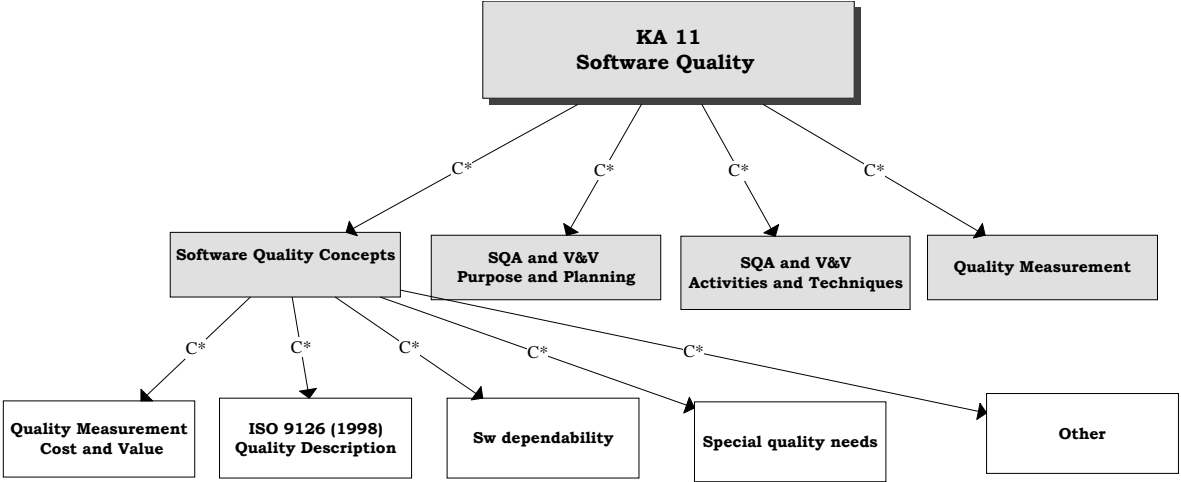 KA 11
Software Quality
C*
C*
C*
C*
Software Quality Concepts
SQA and V&V
Purpose and Planning
SQA and V&V
Activities and Techniques
Quality Measurement
C*
C*
C*
C*
C*
Quality Measurement
Cost and Value
ISO 9126 (1998)
Quality Description
Sw dependability
Special quality needs
Other